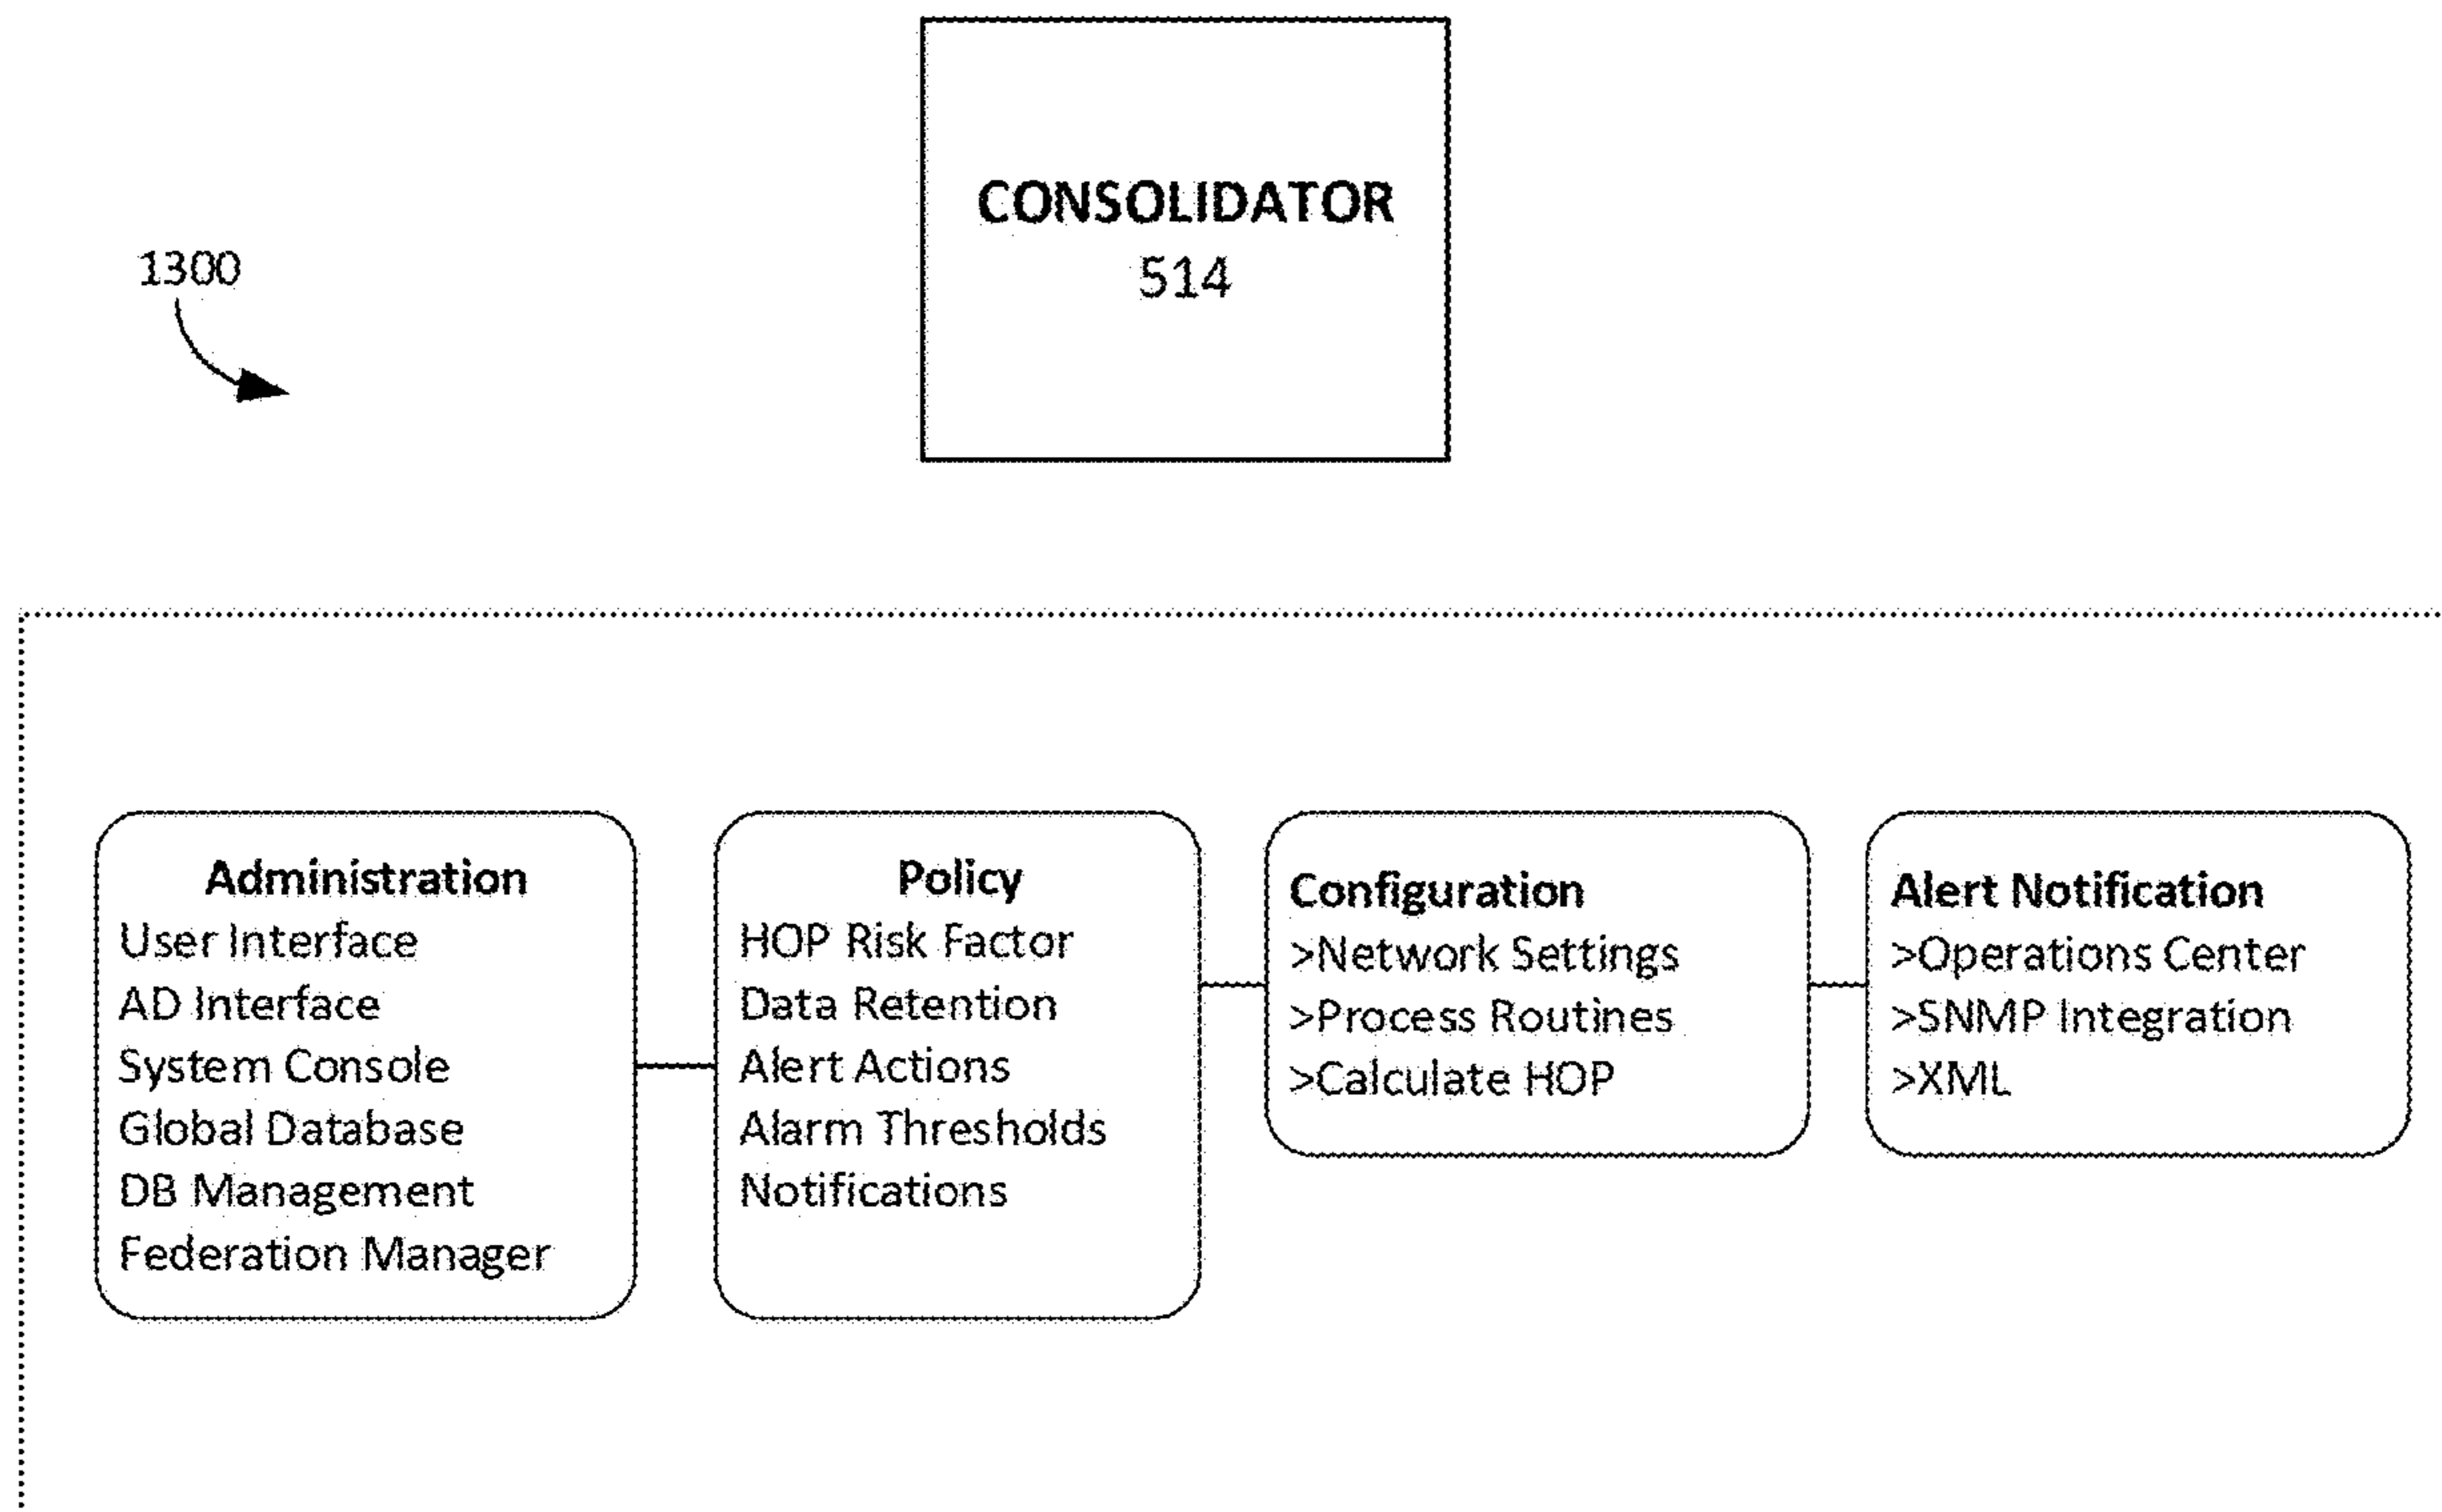 CONSOLIDATOR
514
1300
Administration
User Interface
AD Interface
System Console
Global Database
DB Management
Federation Manager
Policy
HOP Risk Factor
Data Retention
Alert Actions
Alarm Thresholds
Notifications
Configuration
>Network Settings
>Process Routines
>Calculate HOP
Alert Notification
>Operations Center
>SNMP Integration
>XML